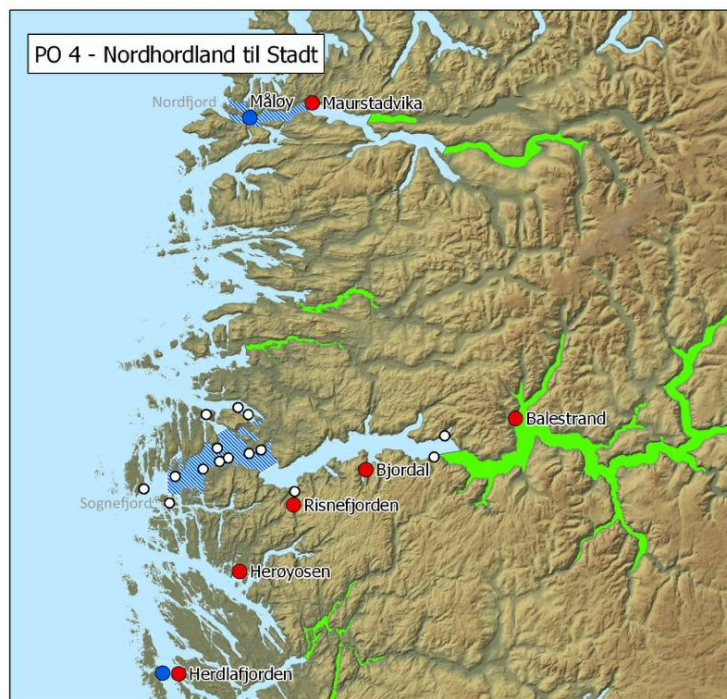 PO 4 - Nordhordland til Stadt
Nordfjord
Måløy
Maurstadvika
Balestrand
Bjordal
Sognefjord
Risnefjorden
Herøyosen
Herdlafjorden